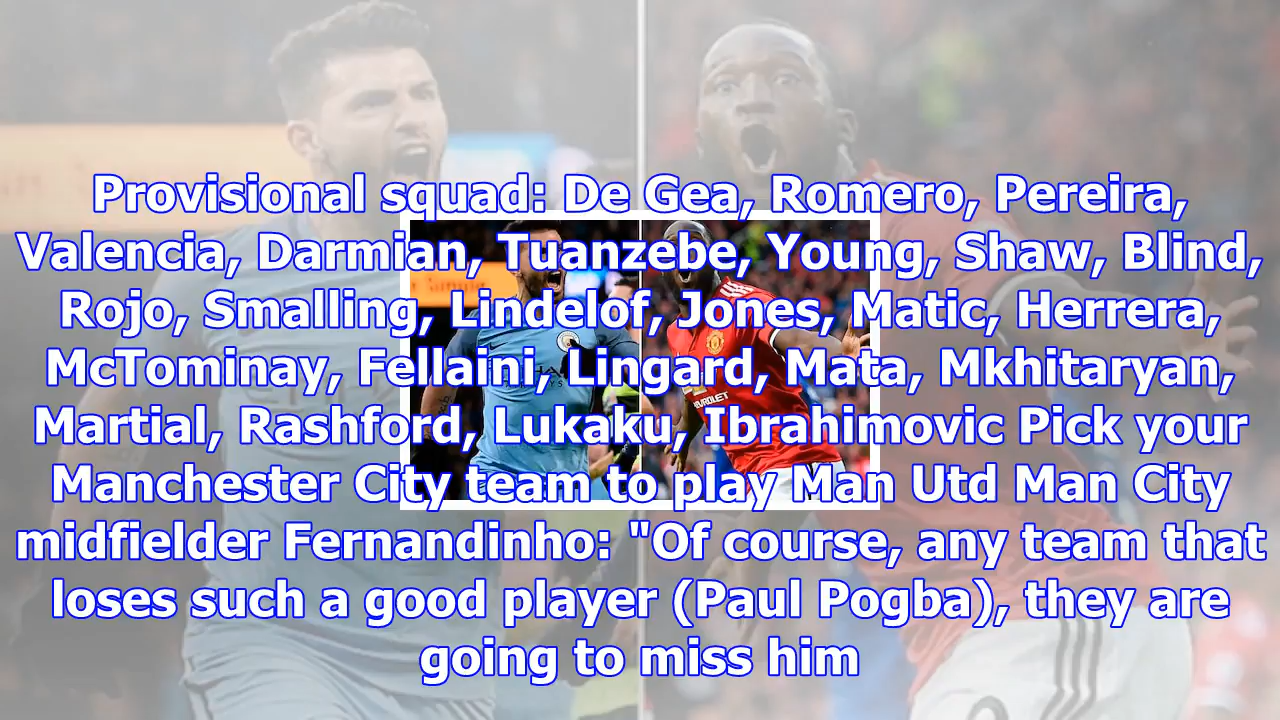 Provisional squad: De Gea, Romero, Pereira,
Valencia, Darmian, Tuanzebe, Young, Shaw, Blind,
Rojo, Smalling, Lindelof, Jones, Matic, Herrera,
McTominay, Fellaini, Lingard, Mata, Mkhitaryan,
Martial, Rashford, Lukaku, Ibrahimovic Pick your
Manchester City team to play Man Utd Man City
midfielder Fernandinho: "Of course, any team that
loses such a good player (Paul Pogba), they are
going to miss him